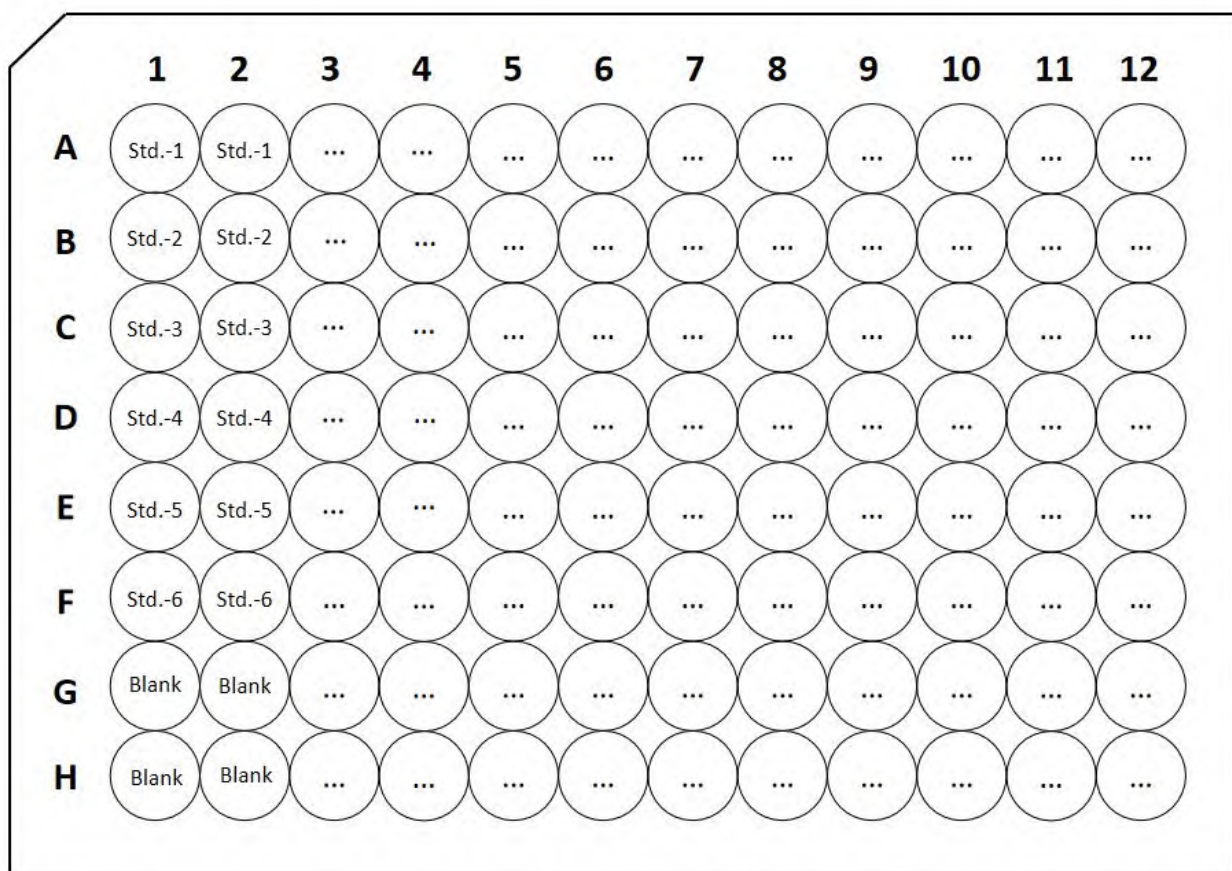 1 2 3 4 5 6 7 8 9 10 11 12
A Std.-1 Std.-1 ... ... ... ... ... ... ... ... ... ...
B Std.-2 Std.-2 ... ... ... ... ... ... ... ... ... ...
C Std.-3 Std.-3 ... ... ... ... ... ... ... ... ... ...
D Std.-4 Std.-4 ... ... ... ... ... ... ... ... ... ...
E Std.-5 Std.-5 ... ... ... ... ... ... ... ... ... ...
F Std.-6 Std.-6 ... ... ... ... ... ... ... ... ... ...
G Blank Blank ... ... ... ... ... ... ... ... ... ...
H Blank Blank ... ... ... ... ... ... ... ... ... ...